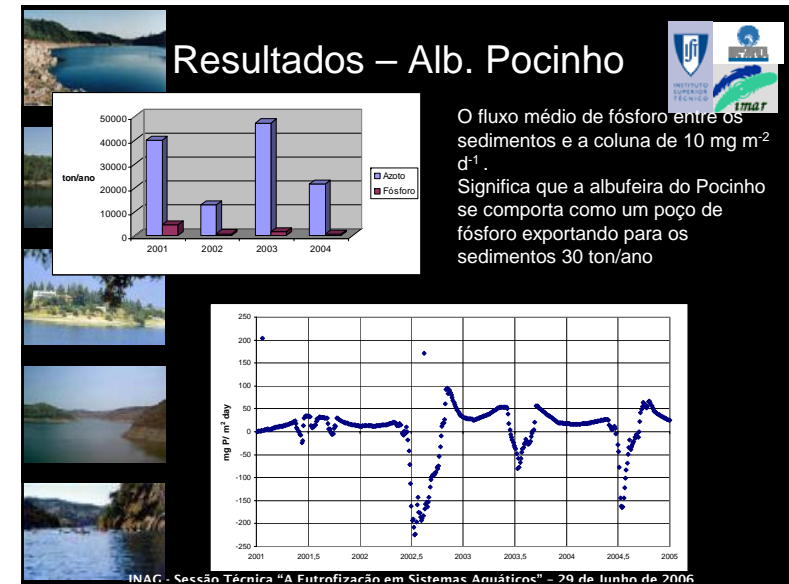 Resultados – Alb. Pocinho
INSTITUTO
SUPERIOR
TÉCNICO
imar
50000
40000
30000
20000
10000
0
ton/ano
2001
2002
2003
2004
Azoto
Fósforo
O fluxo médio de fósforo entre os
sedimentos e a coluna de 10 mg m-2
d-1 .
Significa que a albufeira do Pocinho
se comporta como um poço de
fósforo exportando para os
sedimentos 30 ton/ano
250
200
150
100
50
0
-50
-100
-150
-200
-250
mg P/ m2 day
2001
2001,5
2002
2002,5
2003
2003,5
2004
2004,5
2005
INAG - Sessão Técnica "A Eutrofização em Sistemas Aquáticos" – 29 de Junho de 2006